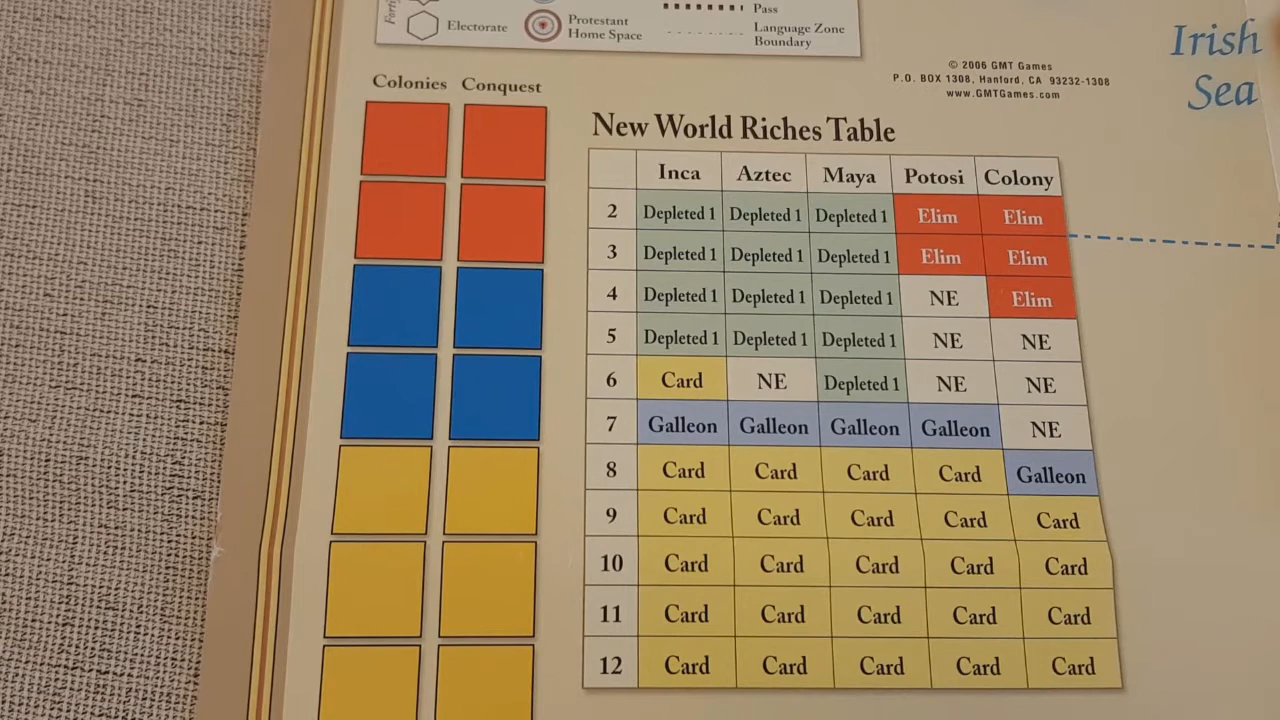 Electorate
Protestant
Home Space
Pass
Language Zone
Boundary
Irish
Sea
© 2006 GMT Games
P.O. BOX 1308, Hanford, CA 93232-1308
www.GMTGames.com
Colonies Conquest
New World Riches Table
Inca Aztec Maya Potosi Colony
2 Depleted 1 Depleted 1 Depleted 1 Elim Elim
3 Depleted 1 Depleted 1 Depleted 1 Elim Elim
4 Depleted 1 Depleted 1 Depleted 1 NE Elim
5 Depleted 1 Depleted 1 Depleted 1 NE NE
6 Card NE Depleted 1 NE NE
7 Galleon Galleon Galleon Galleon NE
8 Card Card Card Card Galleon
9 Card Card Card Card Card
10 Card Card Card Card Card
11 Card Card Card Card Card
12 Card Card Card Card Card